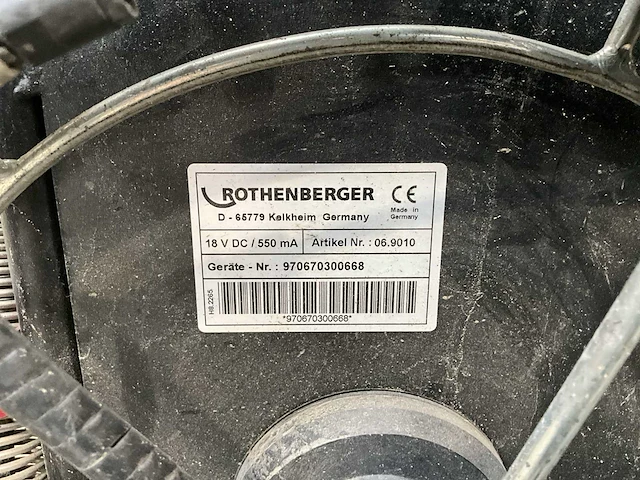 ROTHENBERGER CE
D - 65779 Kelkheim Germany
Made in
Germany
18 V DC / 550 mA Artikel Nr. : 06.9010
Geräte - Nr. : 970670300668
HB.2265
*970670300668*